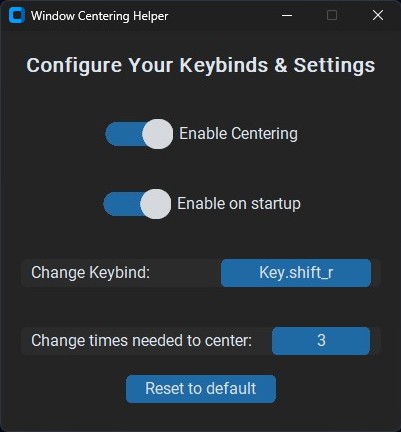 Window Centering Helper
Configure Your Keybinds & Settings
Enable Centering
Enable on startup
Change Keybind: Key.shift_r
Change times needed to center: 3
Reset to default